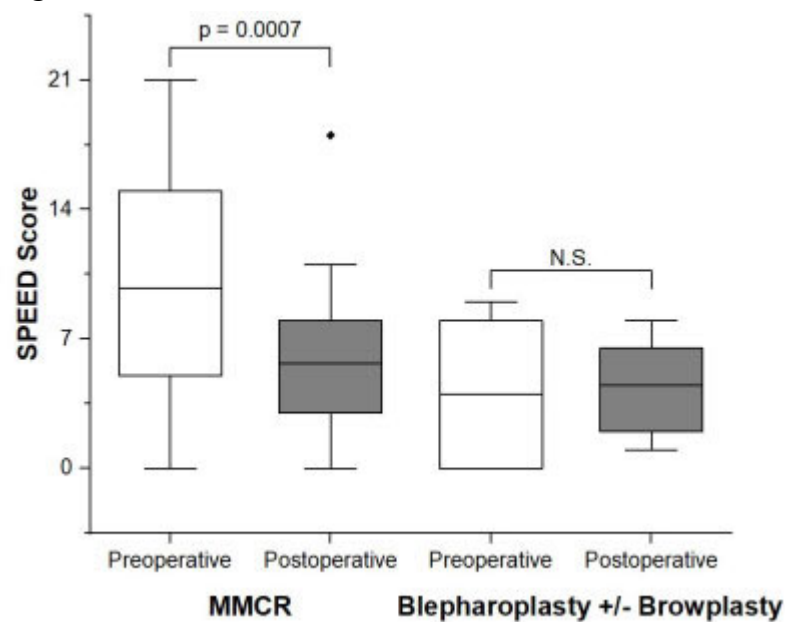 p = 0.0007
21
14
N.S.
7
0
SPEED Score
Preoperative Postoperative Preoperative Postoperative
MMCR Blepharoplasty +/- Browplasty